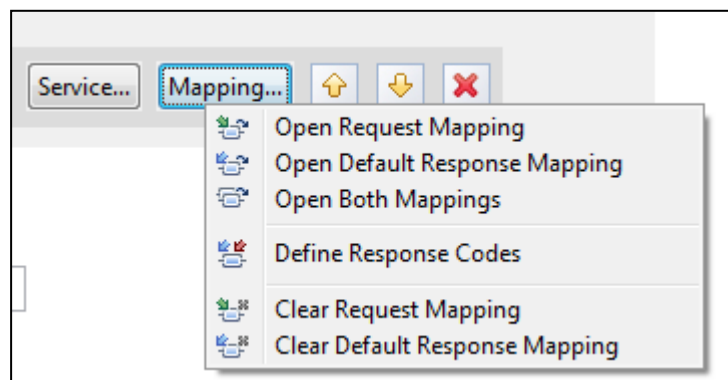 Service... Mapping...
Open Request Mapping
Open Default Response Mapping
Open Both Mappings
Define Response Codes
Clear Request Mapping
Clear Default Response Mapping